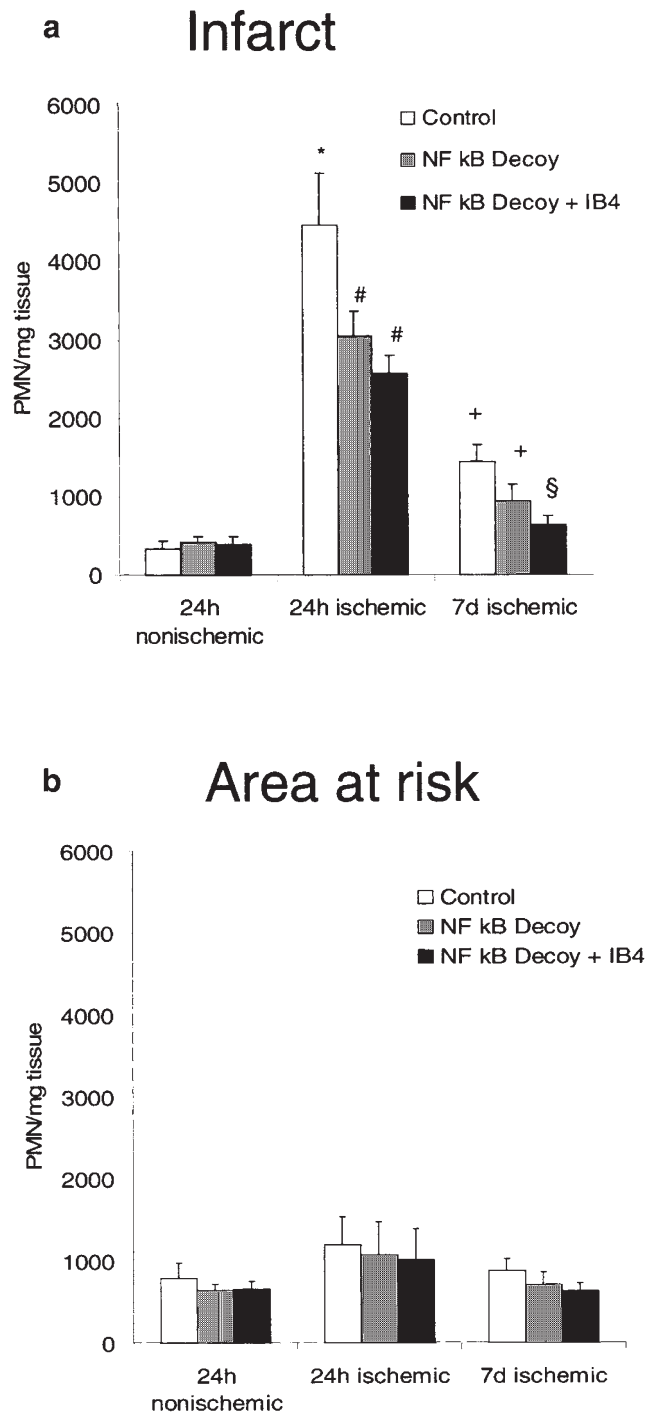 a Infarct
6000
5000
4000
3000
2000
1000
0
PMN/mg tissue
Control
NF kB Decoy
NF kB Decoy + IB4
*
#
#
+
+
§
24h
nonischemic
24h ischemic
7d ischemic
b Area at risk
6000
5000
4000
3000
2000
1000
0
PMN/mg tissue
Control
NF kB Decoy
NF kB Decoy + IB4
24h
nonischemic
24h ischemic
7d ischemic